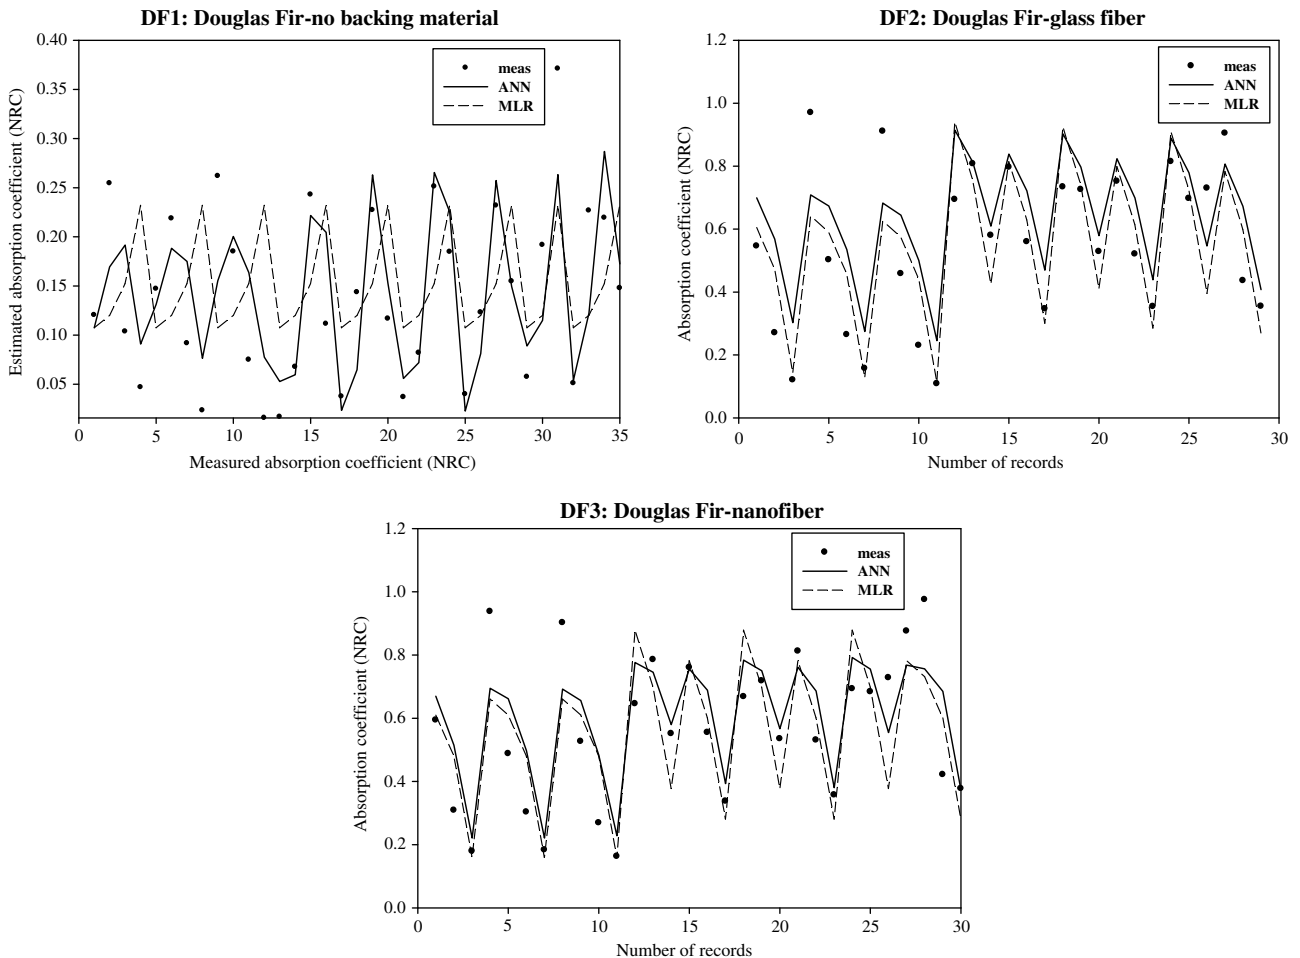 DF1: Douglas Fir-no backing material
Estimated absorption coefficient (NRC)
0.40
0.35
0.30
0.25
0.20
0.15
0.10
0.05
meas
ANN
MLR
0 5 10 15 20 25 30 35
Measured absorption coefficient (NRC)
DF2: Douglas Fir-glass fiber
Absorption coefficient (NRC)
1.2
1.0
0.8
0.6
0.4
0.2
0.0
meas
ANN
MLR
0 5 10 15 20 25 30
Number of records
DF3: Douglas Fir-nanofiber
Absorption coefficient (NRC)
1.2
1.0
0.8
0.6
0.4
0.2
0.0
meas
ANN
MLR
0 5 10 15 20 25 30
Number of records